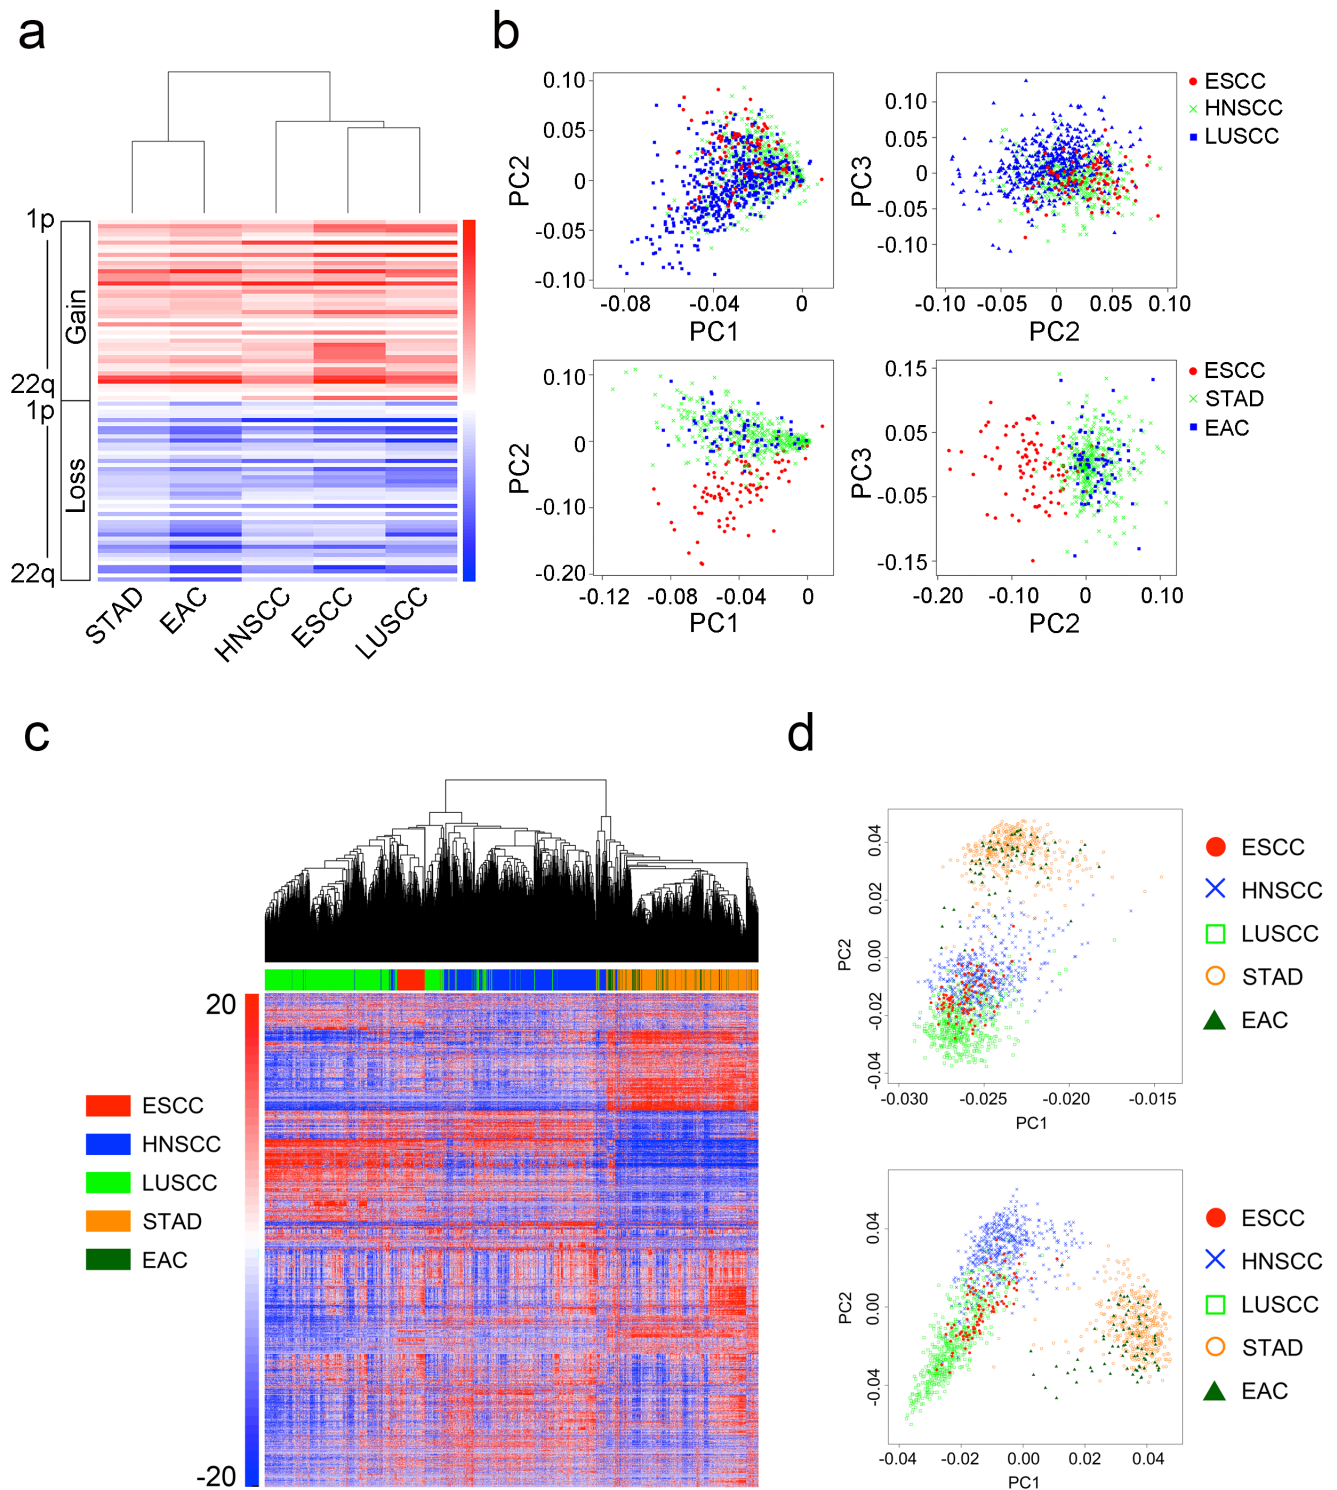 a
1p
Gain
22q
1p
Loss
22q
STAD
EAC
HNSCC
ESCC
LUSCC
b
0.10
0.05
0
-0.05
-0.10
PC2
-0.08
-0.04
0
PC1
0.10
0.05
0
-0.05
-0.10
PC3
-0.10
-0.05
0
0.05
0.10
PC2
ESCC
HNSCC
LUSCC
0.10
0
-0.10
-0.20
PC2
-0.12
-0.08
-0.04
0
PC1
0.15
0.05
-0.05
-0.15
PC3
-0.20
-0.10
0
0.10
PC2
ESCC
STAD
EAC
c
20
-20
ESCC
HNSCC
LUSCC
STAD
EAC
d
0.04
0.02
0.00
-0.02
-0.04
PC2
-0.030
-0.025
-0.020
-0.015
PC1
ESCC
HNSCC
LUSCC
STAD
EAC
0.04
0.00
-0.04
PC2
-0.04
-0.02
0.00
0.02
0.04
PC1
ESCC
HNSCC
LUSCC
STAD
EAC